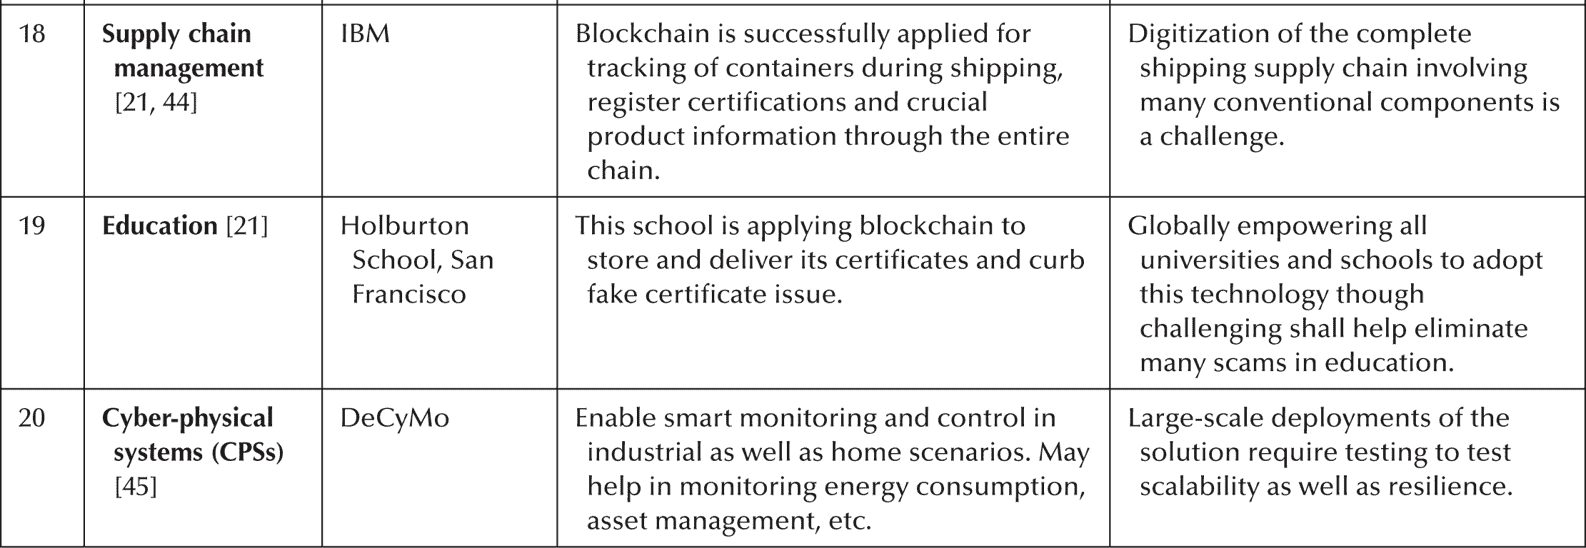 18
Supply chain
management
[21, 44]
IBM
Blockchain is successfully applied for
tracking of containers during shipping,
register certifications and crucial
product information through the entire
chain.
Digitization of the complete
shipping supply chain involving
many conventional components is
a challenge.
19
Education [21]
Holburton
School, San
Francisco
This school is applying blockchain to
store and deliver its certificates and curb
fake certificate issue.
Globally empowering all
universities and schools to adopt
this technology though
challenging shall help eliminate
many scams in education.
20
Cyber-physical
systems (CPSs)
[45]
DeCyMo
Enable smart monitoring and control in
industrial as well as home scenarios. May
help in monitoring energy consumption,
asset management, etc.
Large-scale deployments of the
solution require testing to test
scalability as well as resilience.